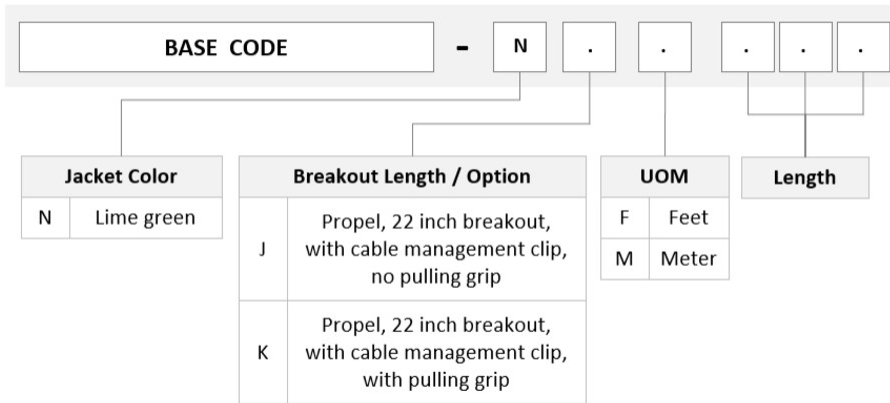 BASE CODE - N . . . . .
Jacket Color
N Lime green
Breakout Length / Option
J Propel, 22 inch breakout,
with cable management clip,
no pulling grip
K Propel, 22 inch breakout,
with cable management clip,
with pulling grip
UOM
F Feet
M Meter
Length